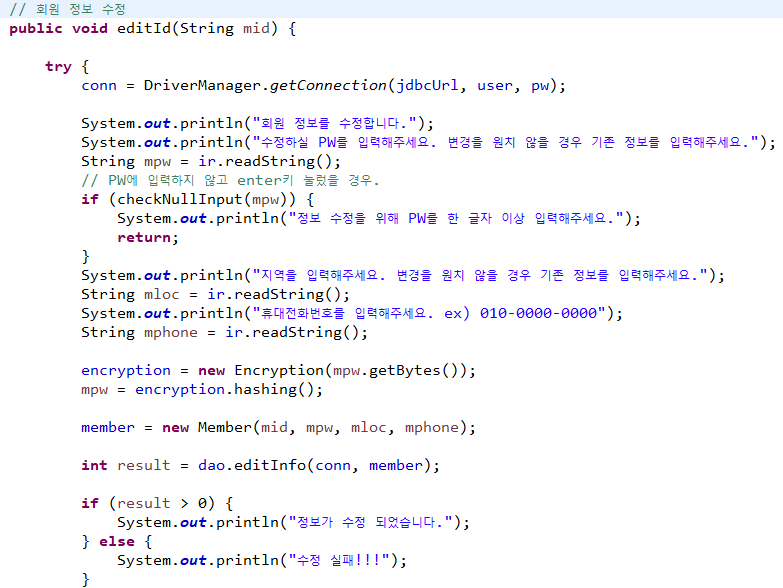 // 회원 정보 수정
public void editId(String mid) {
try {
conn = DriverManager.getConnection(jdbcUrl, user, pw);
System.out.println("회원 정보를 수정합니다.");
System.out.println("수정하실 PW를 입력해주세요. 변경을 원치 않을 경우 기존 정보를 입력해주세요.");
String mpw = ir.readString();
// PW에 입력하지 않고 enter키 눌렀을 경우.
if (checkNullInput(mpw)) {
System.out.println("정보 수정을 위해 PW를 한 글자 이상 입력해주세요.");
return;
}
System.out.println("지역을 입력해주세요. 변경을 원치 않을 경우 기존 정보를 입력해주세요.");
String mloc = ir.readString();
System.out.println("휴대전화번호를 입력해주세요. ex) 010-0000-0000");
String mphone = ir.readString();
encryption = new Encryption(mpw.getBytes());
mpw = encryption.hashing();
member = new Member(mid, mpw, mloc, mphone);
int result = dao.editInfo(conn, member);
if (result > 0) {
System.out.println("정보가 수정 되었습니다.");
} else {
System.out.println("수정 실패!!!");
}